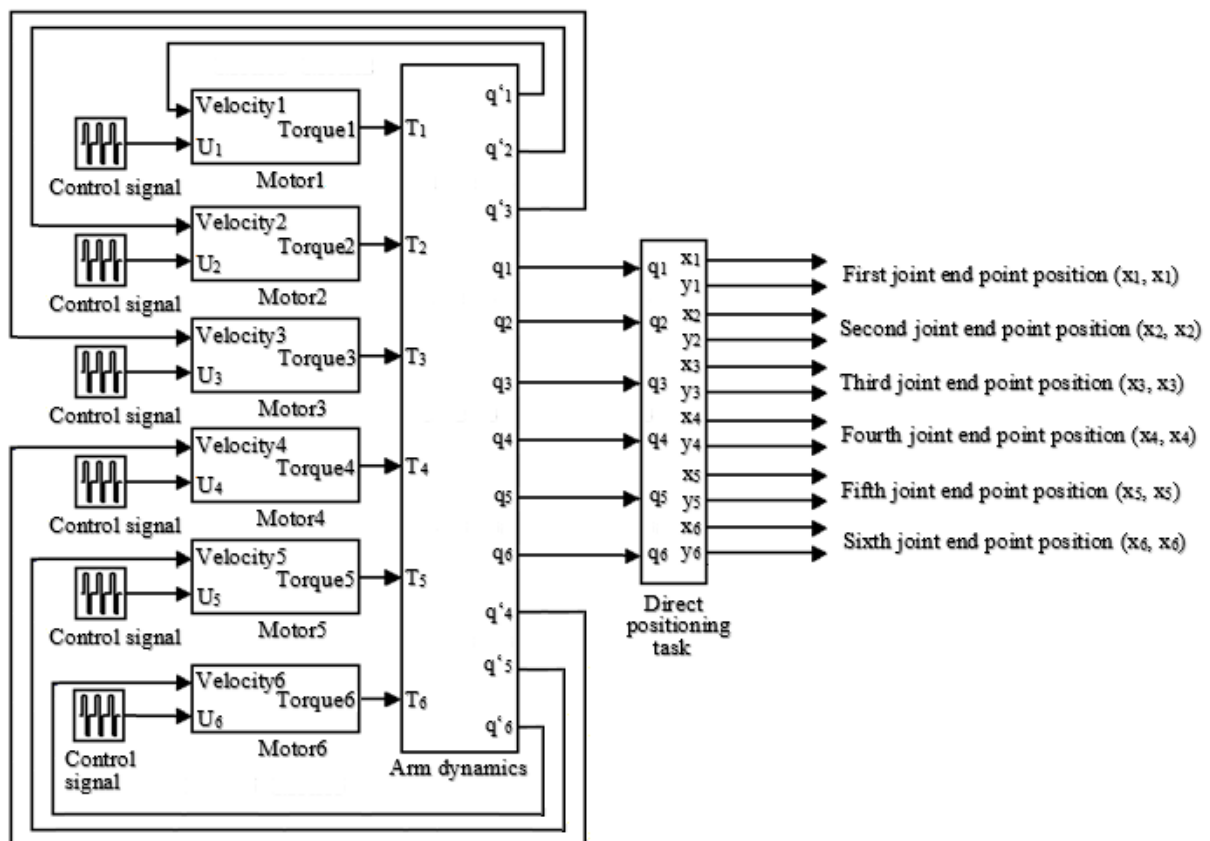 Velocity1
Torque1
U1
Motor1
Control signal
Velocity2
Torque2
U2
Motor2
Control signal
Velocity3
Torque3
U3
Motor3
Control signal
Velocity4
Torque4
U4
Motor4
Control signal
Velocity5
Torque5
U5
Motor5
Control signal
Velocity6
Torque6
U6
Motor6
Control
signal
T1
T2
T3
T4
T5
T6
q‘1
q‘2
q‘3
q1
q2
q3
q4
q5
q6
q‘4
q‘5
q‘6
Arm dynamics
q1
q2
q3
q4
q5
q6
x1
y1
x2
y2
x3
y3
x4
y4
x5
y5
x6
y6
Direct
positioning
task
First joint end point position (x1, x1)
Second joint end point position (x2, x2)
Third joint end point position (x3, x3)
Fourth joint end point position (x4, x4)
Fifth joint end point position (x5, x5)
Sixth joint end point position (x6, x6)